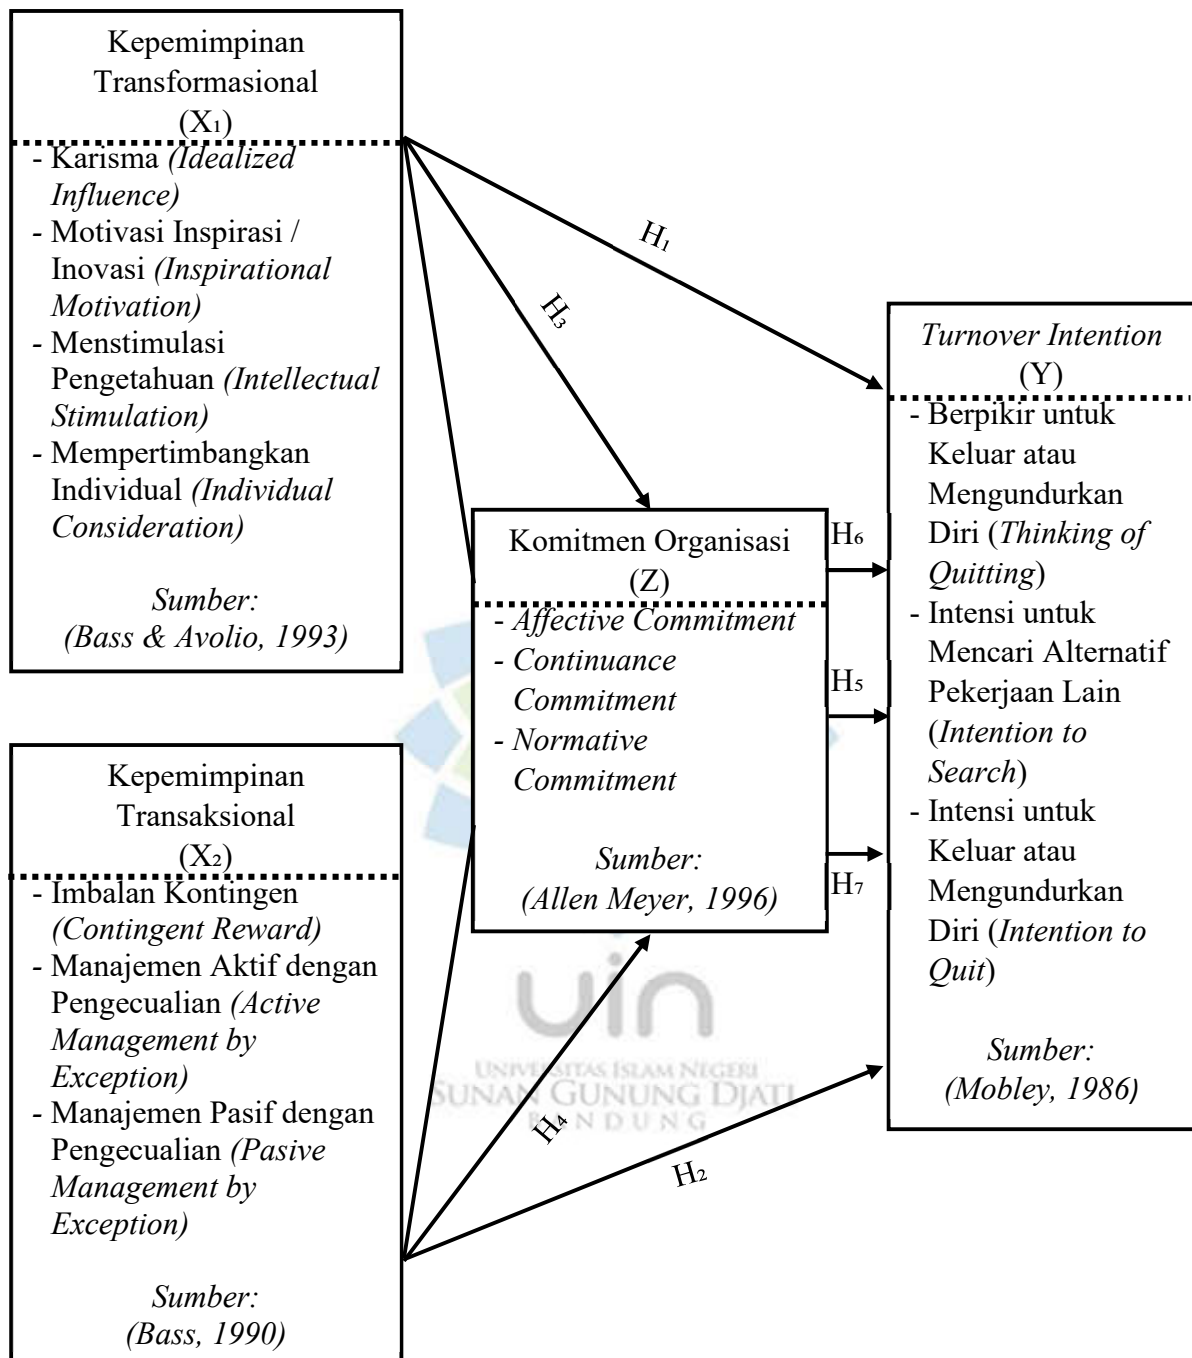 Kepemimpinan
Transformasional
(X₁)
- Karisma (Idealized
Influence)
- Motivasi Inspirasi /
Inovasi (Inspirational
Motivation)
- Menstimulasi
Pengetahuan (Intellectual
Stimulation)
- Mempertimbangkan
Individual (Individual
Consideration)
Sumber:
(Bass & Avolio, 1993)
Kepemimpinan
Transaksional
(X₂)
- Imbalan Kontingen
(Contingent Reward)
- Manajemen Aktif dengan
Pengecualian (Active
Management by
Exception)
- Manajemen Pasif dengan
Pengecualian (Pasive
Management by
Exception)
Sumber:
(Bass, 1990)
H₁
H₃
Komitmen Organisasi
(Z)
- Affective Commitment
- Continuance
Commitment
- Normative
Commitment
Sumber:
(Allen Meyer, 1996)
H₆
H₅
H₇
H₄
H₂
uin
UNIVERSITAS ISLAM NEGERI
SUNAN GUNUNG DJATI
BANDUNG
Turnover Intention
(Y)
- Berpikir untuk
Keluar atau
Mengundurkan
Diri (Thinking of
Quitting)
- Intensi untuk
Mencari Alternatif
Pekerjaan Lain
(Intention to
Search)
- Intensi untuk
Keluar atau
Mengundurkan
Diri (Intention to
Quit)
Sumber:
(Mobley, 1986)